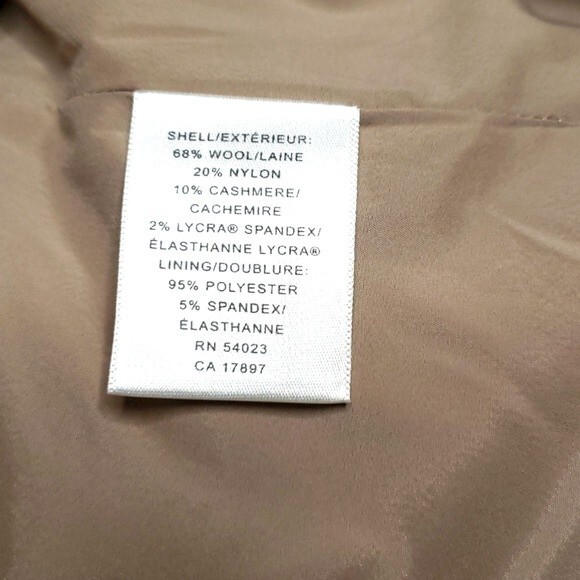 SHELL/EXTÉRIEUR:
68% WOOL/LAINE
20% NYLON
10% CASHMERE/
CACHEMIRE
2% LYCRA® SPANDEX/
ÉLASTHANNE LYCRA®
LINING/DOUBLURE:
95% POLYESTER
5% SPANDEX/
ÉLASTHANNE
RN 54023
CA 17897